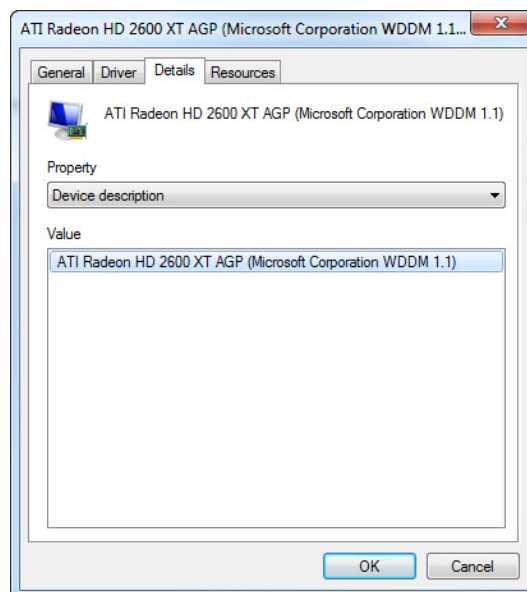 ATI Radeon HD 2600 XT AGP (Microsoft Corporation WDDM 1.1...
General Driver Details Resources
ATI Radeon HD 2600 XT AGP (Microsoft Corporation WDDM 1.1)
Property
Device description
Value
ATI Radeon HD 2600 XT AGP (Microsoft Corporation WDDM 1.1)
OK Cancel